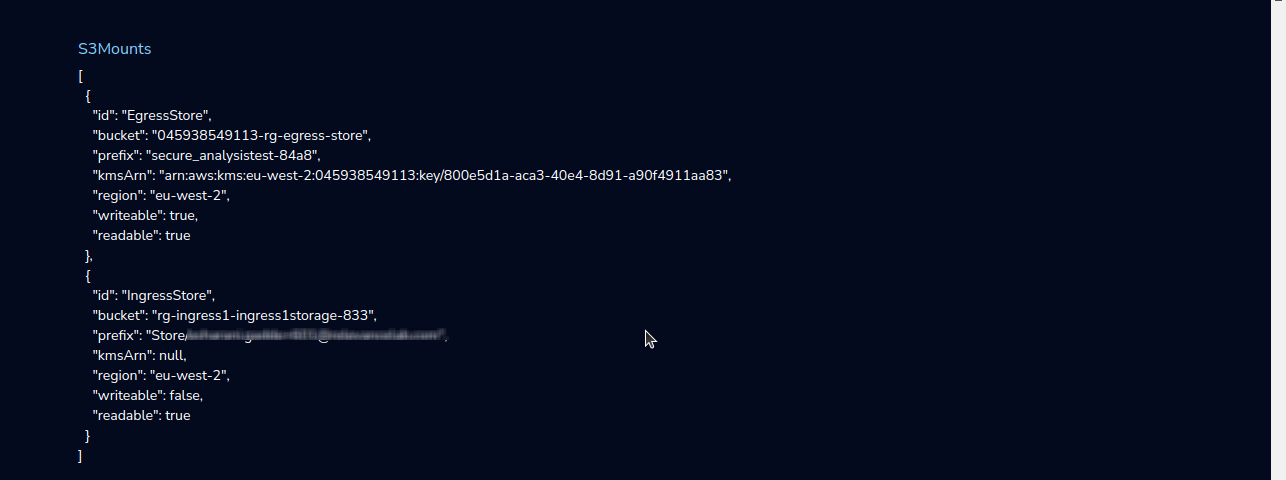 S3Mounts
[
{
"id": "EgressStore",
"bucket": "045938549113-rg-egress-store",
"prefix": "secure_analysistest-84a8",
"kmsArn": "arn:aws:kms:eu-west-2:045938549113:key/800e5d1a-aca3-40e4-8d91-a90f4911aa83",
"region": "eu-west-2",
"writeable": true,
"readable": true
},
{
"id": "IngressStore",
"bucket": "rg-ingress1-ingress1storage-833",
"prefix": "Store/
"kmsArn": null,
"region": "eu-west-2",
"writeable": false,
"readable": true
}
]